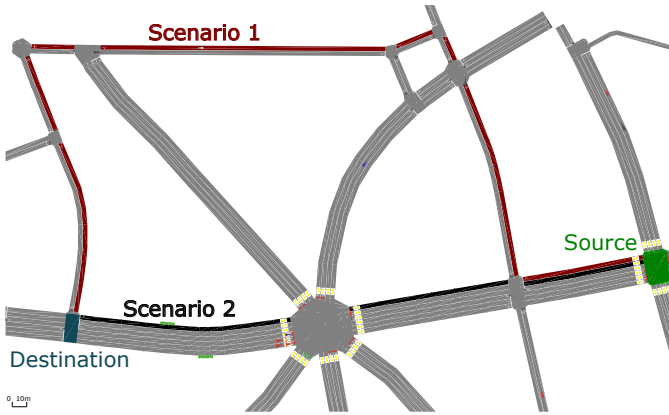 Scenario 1
Source
Scenario 2
Destination
0 10m